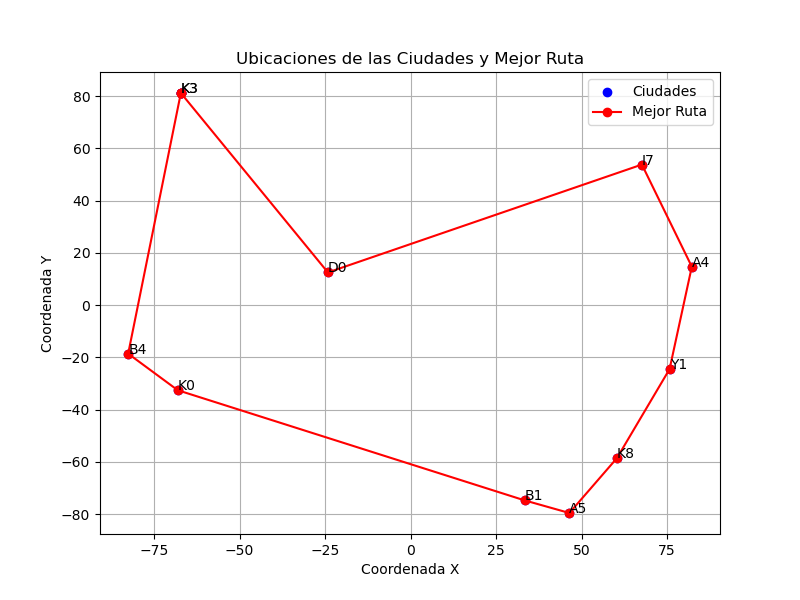 Ubicaciones de las Ciudades y Mejor Ruta
Ciudades
Mejor Ruta
K3
J7
D0
A4
B4
K0
Y1
K8
B1
A5
80
60
40
20
0
−20
−40
−60
−80
−75
−50
−25
0
25
50
75
Coordenada X
Coordenada Y